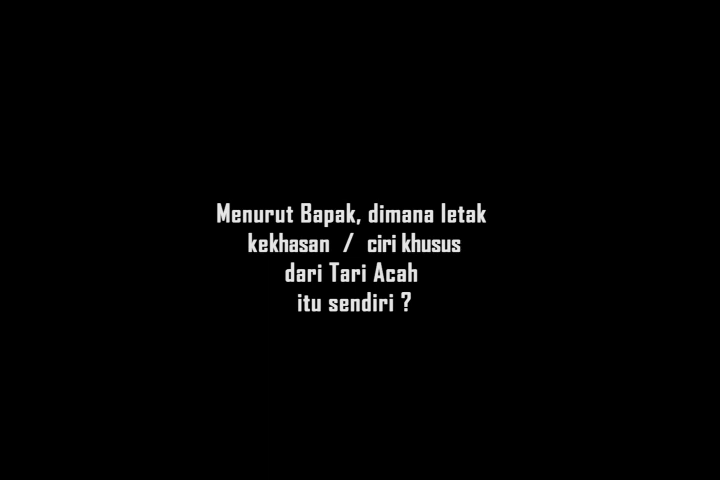 Menurut Bapak, dimana letak
kekhasan / ciri khusus
dari Tari Acah
itu sendiri ?